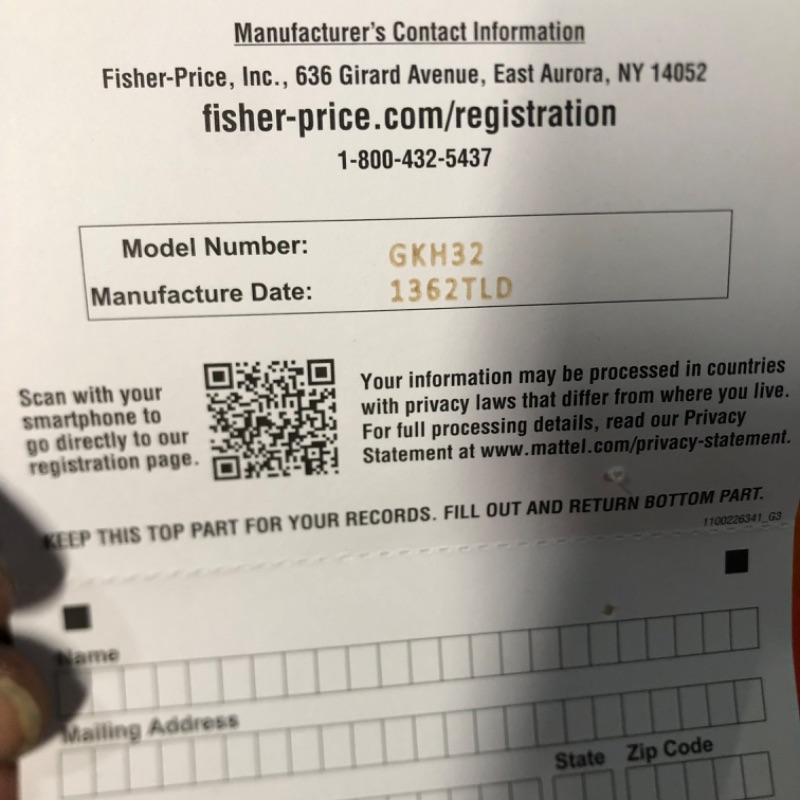 Manufacturer's Contact Information
Fisher-Price, Inc., 636 Girard Avenue, East Aurora, NY 14052
fisher-price.com/registration
1-800-432-5437
Model Number: GKH32
Manufacture Date: 1362TLD
Scan with your
smartphone to
go directly to our
registration page.
Your information may be processed in countries
with privacy laws that differ from where you live.
For full processing details, read our Privacy
Statement at www.mattel.com/privacy-statement.
KEEP THIS TOP PART FOR YOUR RECORDS. FILL OUT AND RETURN BOTTOM PART.
1100226341_G3
Name
Mailing Address
State Zip Code